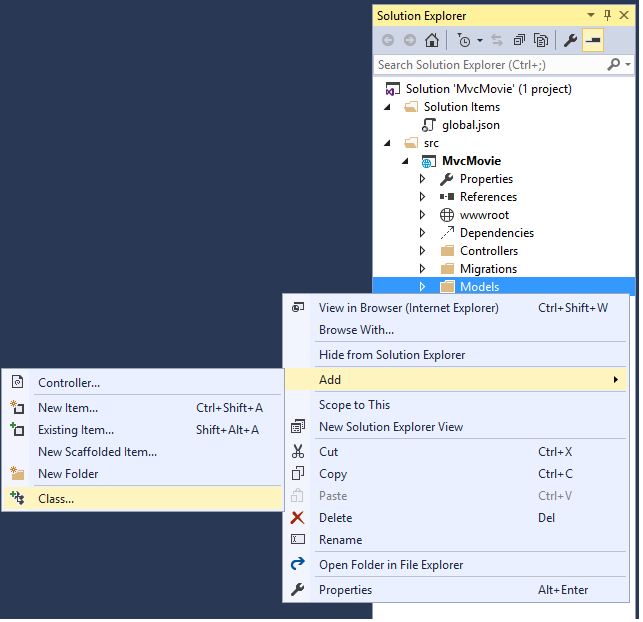 Solution Explorer
Search Solution Explorer (Ctrl+;)
Solution 'MvcMovie' (1 project)
Solution Items
global.json
src
MvcMovie
Properties
References
wwwroot
Dependencies
Controllers
Migrations
Models
View in Browser (Internet Explorer) Ctrl+Shift+W
Browse With...
Hide from Solution Explorer
Add
Scope to This
New Solution Explorer View
Cut Ctrl+X
Copy Ctrl+C
Paste Ctrl+V
Delete Del
Rename
Open Folder in File Explorer
Properties Alt+Enter
Controller...
New Item... Ctrl+Shift+A
Existing Item... Shift+Alt+A
New Scaffolded Item...
New Folder
Class...